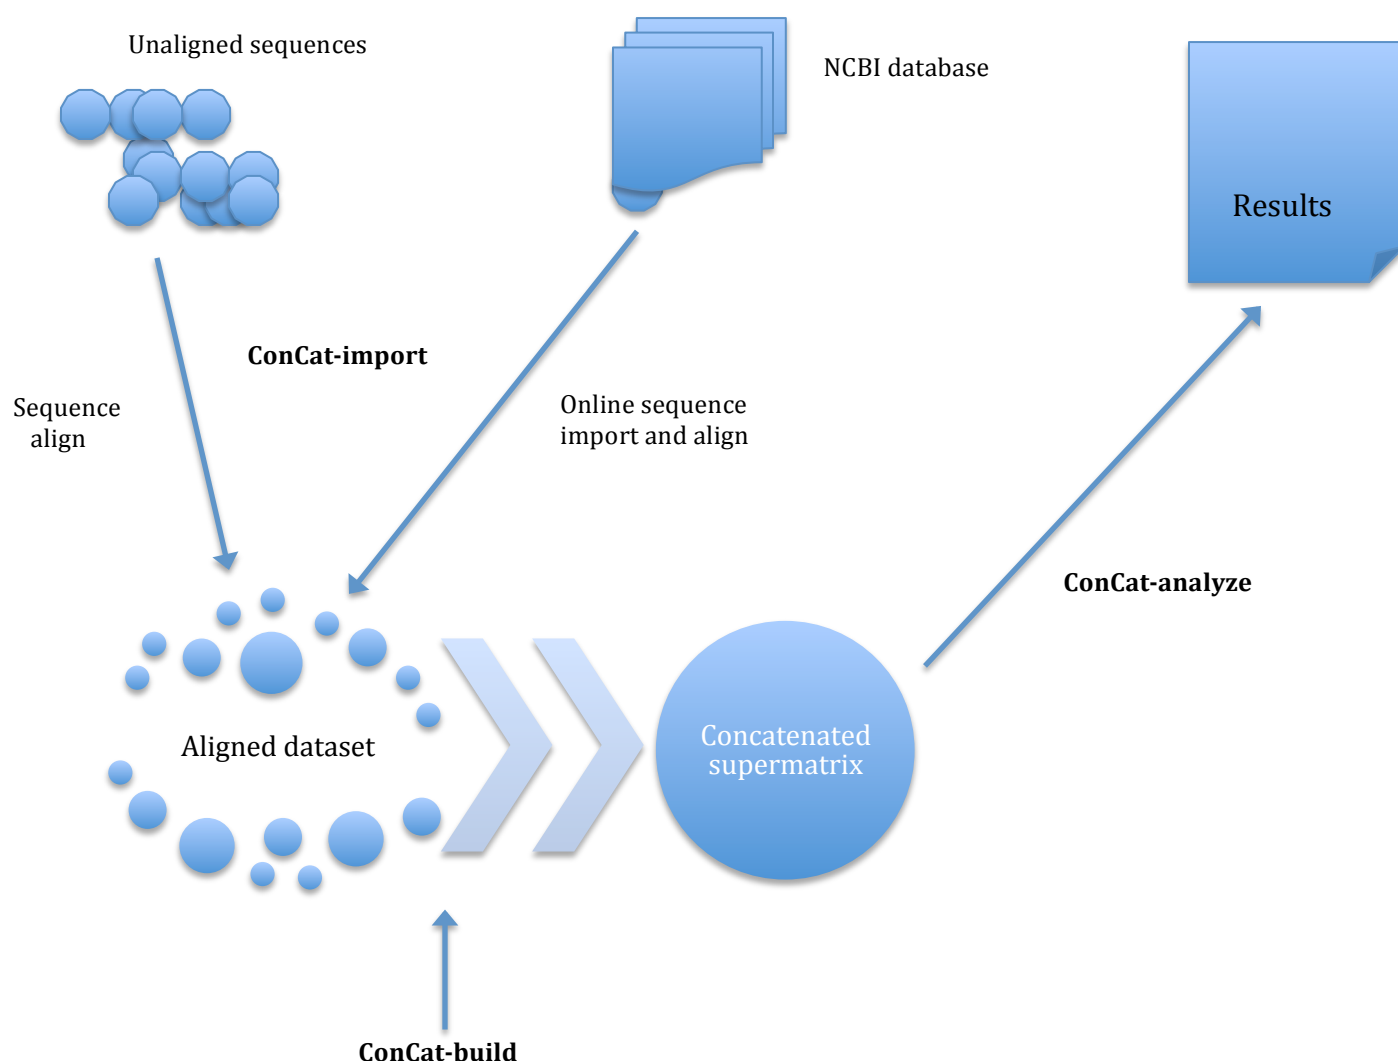 Unaligned sequences
NCBI database
Results
ConCat-import
Sequence
align
Online sequence
import and align
ConCat-analyze
Aligned dataset
Concatenated
supermatrix
ConCat-build